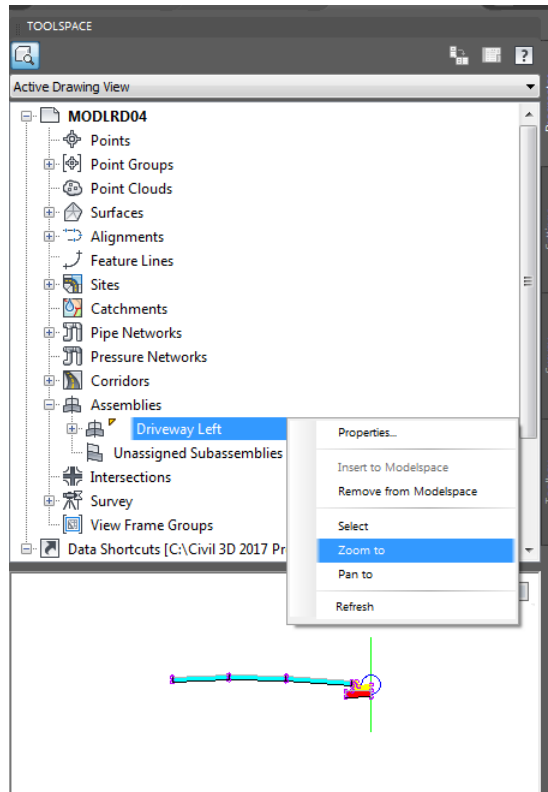 TOOLSPACE
?
Active Drawing View
MODLRD04
Points
Point Groups
Point Clouds
Surfaces
Alignments
Feature Lines
Sites
Catchments
Pipe Networks
Pressure Networks
Corridors
Assemblies
Driveway Left
Unassigned Subassemblies
Intersections
Survey
View Frame Groups
Data Shortcuts [C:\Civil 3D 2017 Pr
Properties...
Insert to Modelspace
Remove from Modelspace
Select
Zoom to
Pan to
Refresh